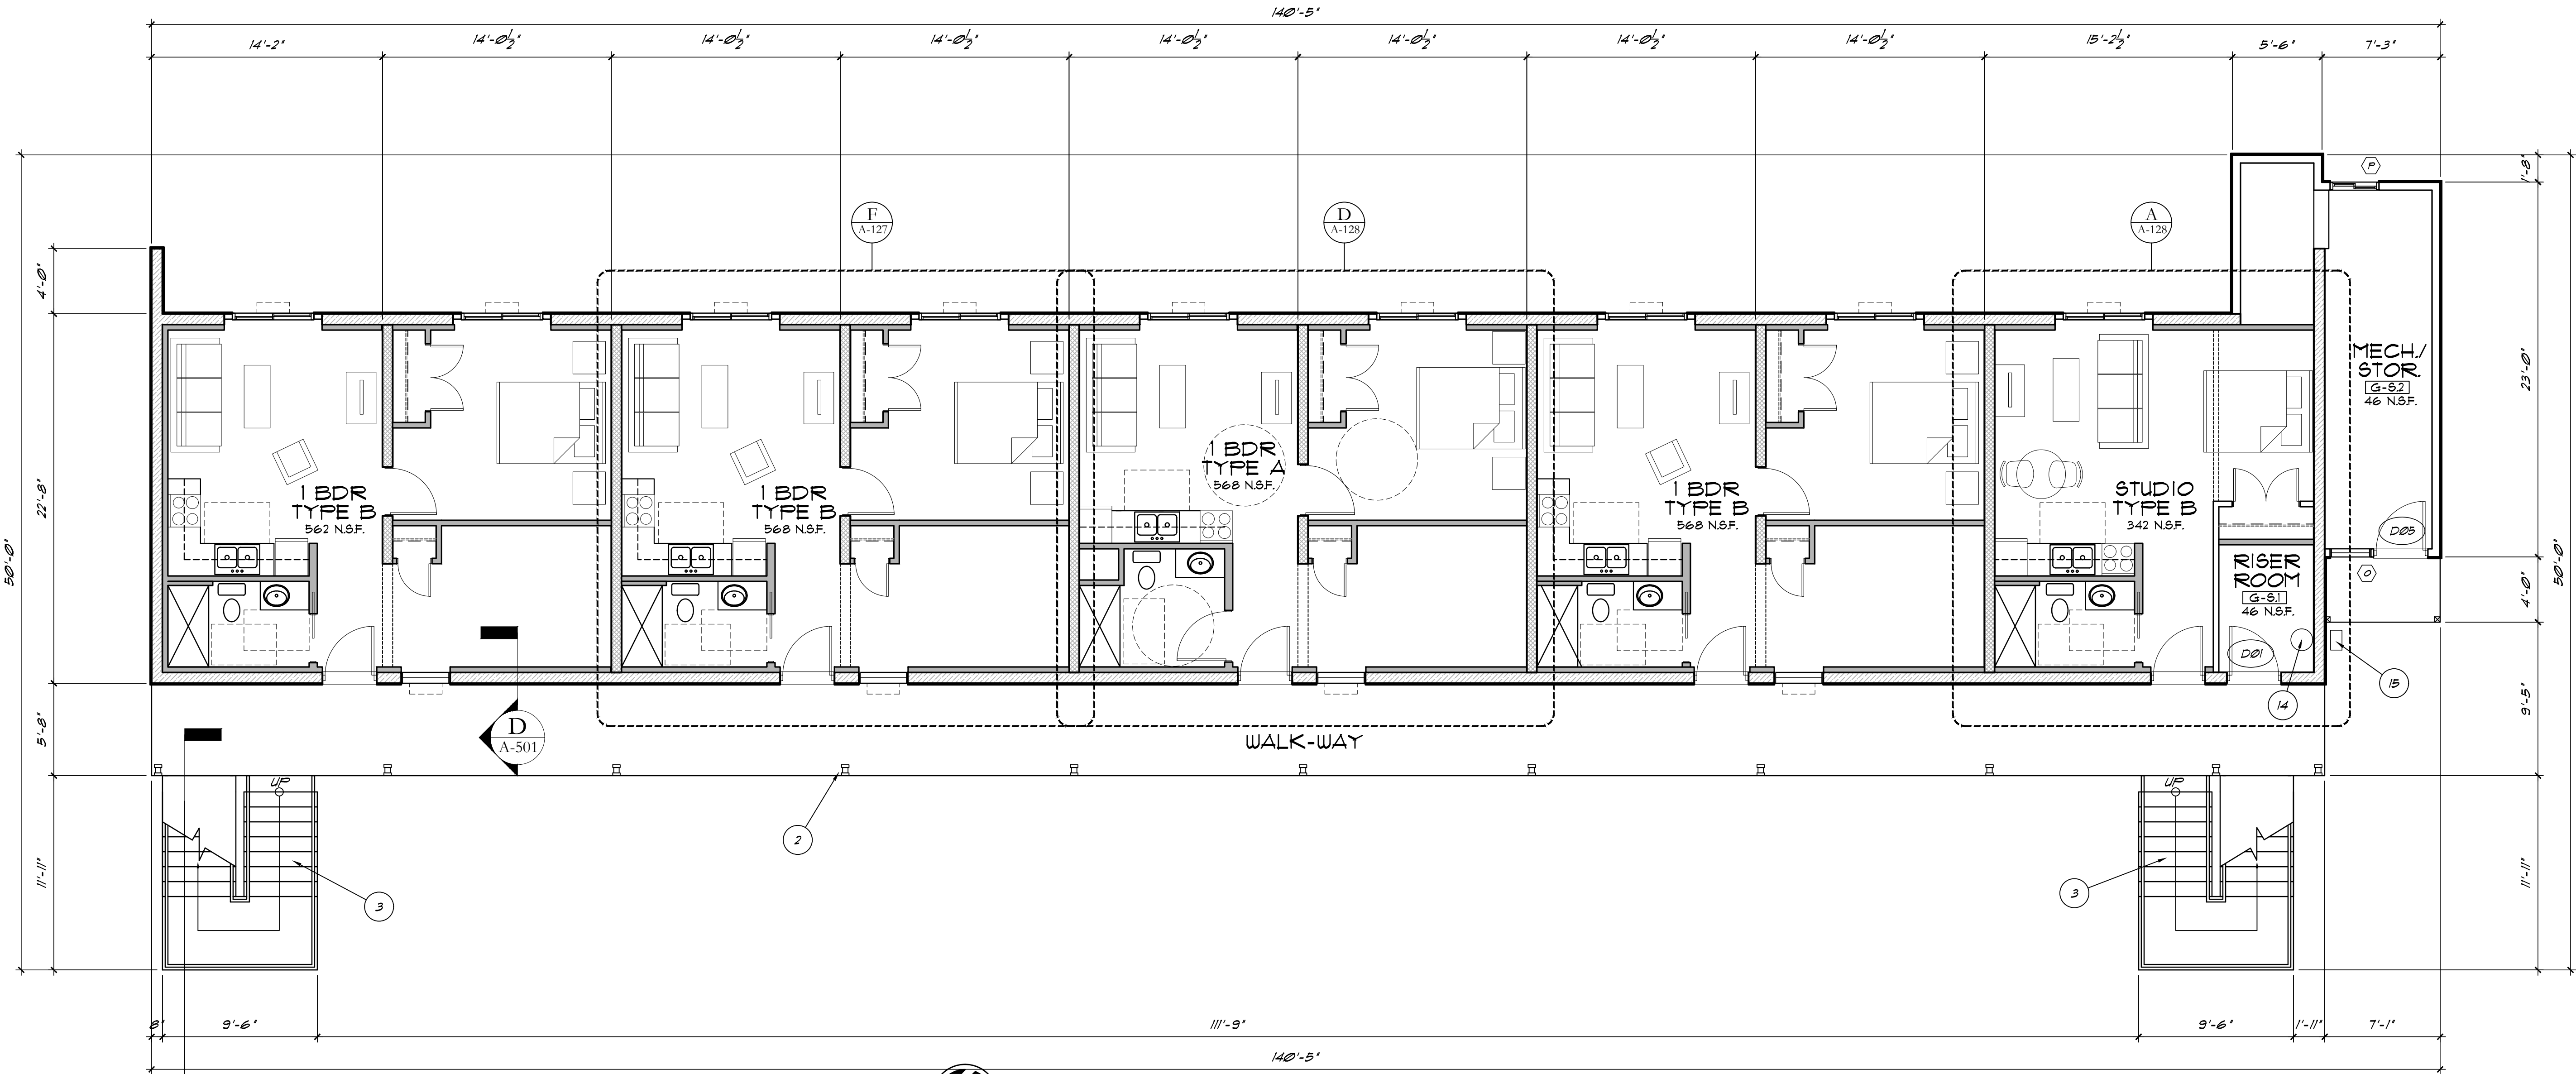 140'-5"
14'-2" 14'-0½" 14'-0½" 14'-0½" 14'-0½" 14'-0½" 14'-0½" 14'-0½" 15'-2½" 5'-6" 7'-3"
P
1'-8"
F
A-127
D
A-128
A
A-128
4'-0"
22'-8"
5'-8"
11'-11"
50'-0"
1 BDR
TYPE B
562 N.S.F.
1 BDR
TYPE B
568 N.S.F.
1 BDR
TYPE A
568 N.S.F.
1 BDR
TYPE B
568 N.S.F.
STUDIO
TYPE B
342 N.S.F.
MECH./
STOR.
G-S.2
46 N.S.F.
D05
RISER
ROOM
G-S.1
46 N.S.F.
D01
O
23'-0"
4'-0"
9'-5"
11'-11"
50'-0"
14
15
D
A-501
WALK-WAY
UP
UP
2
3
3
8" 9'-6" 111'-9" 9'-6" 1'-11" 7'-1"
140'-5"